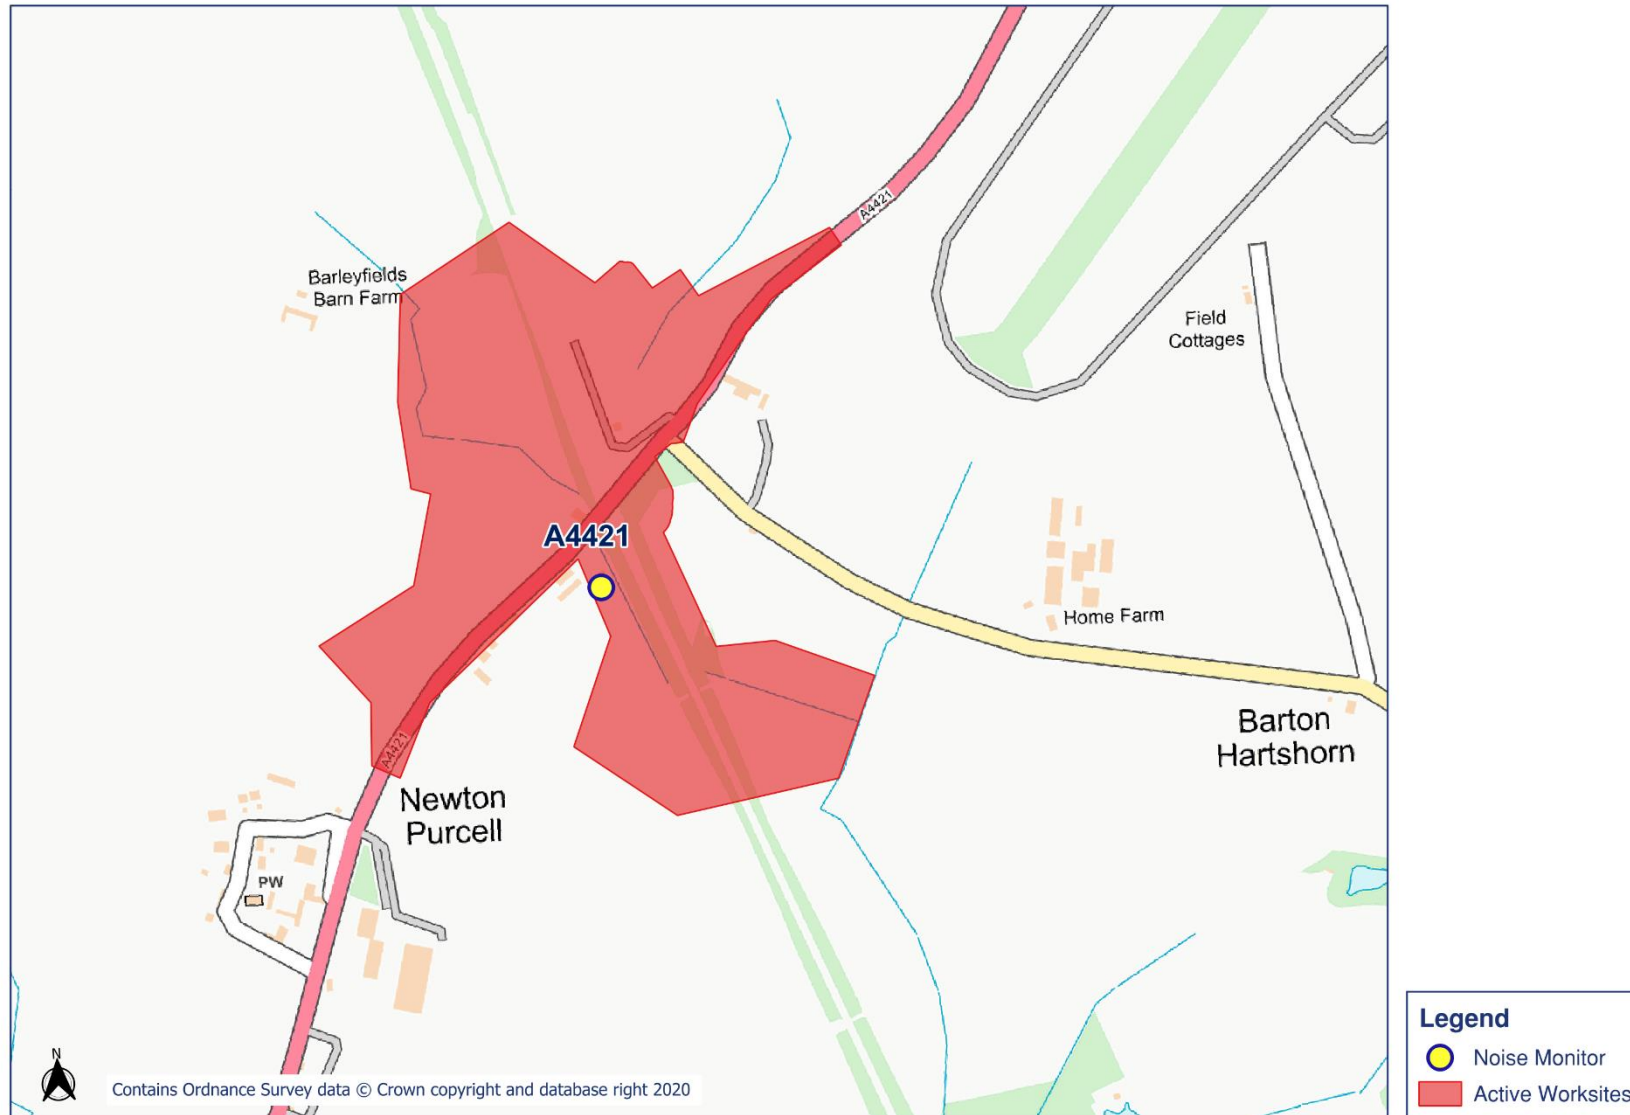 A4421
Barleyfields
Barn Farm
Field
Cottages
A4421
Home Farm
Barton
Hartshorn
A4421
Newton
Purcell
PW
N
Contains Ordnance Survey data © Crown copyright and database right 2020
Legend
Noise Monitor
Active Worksites